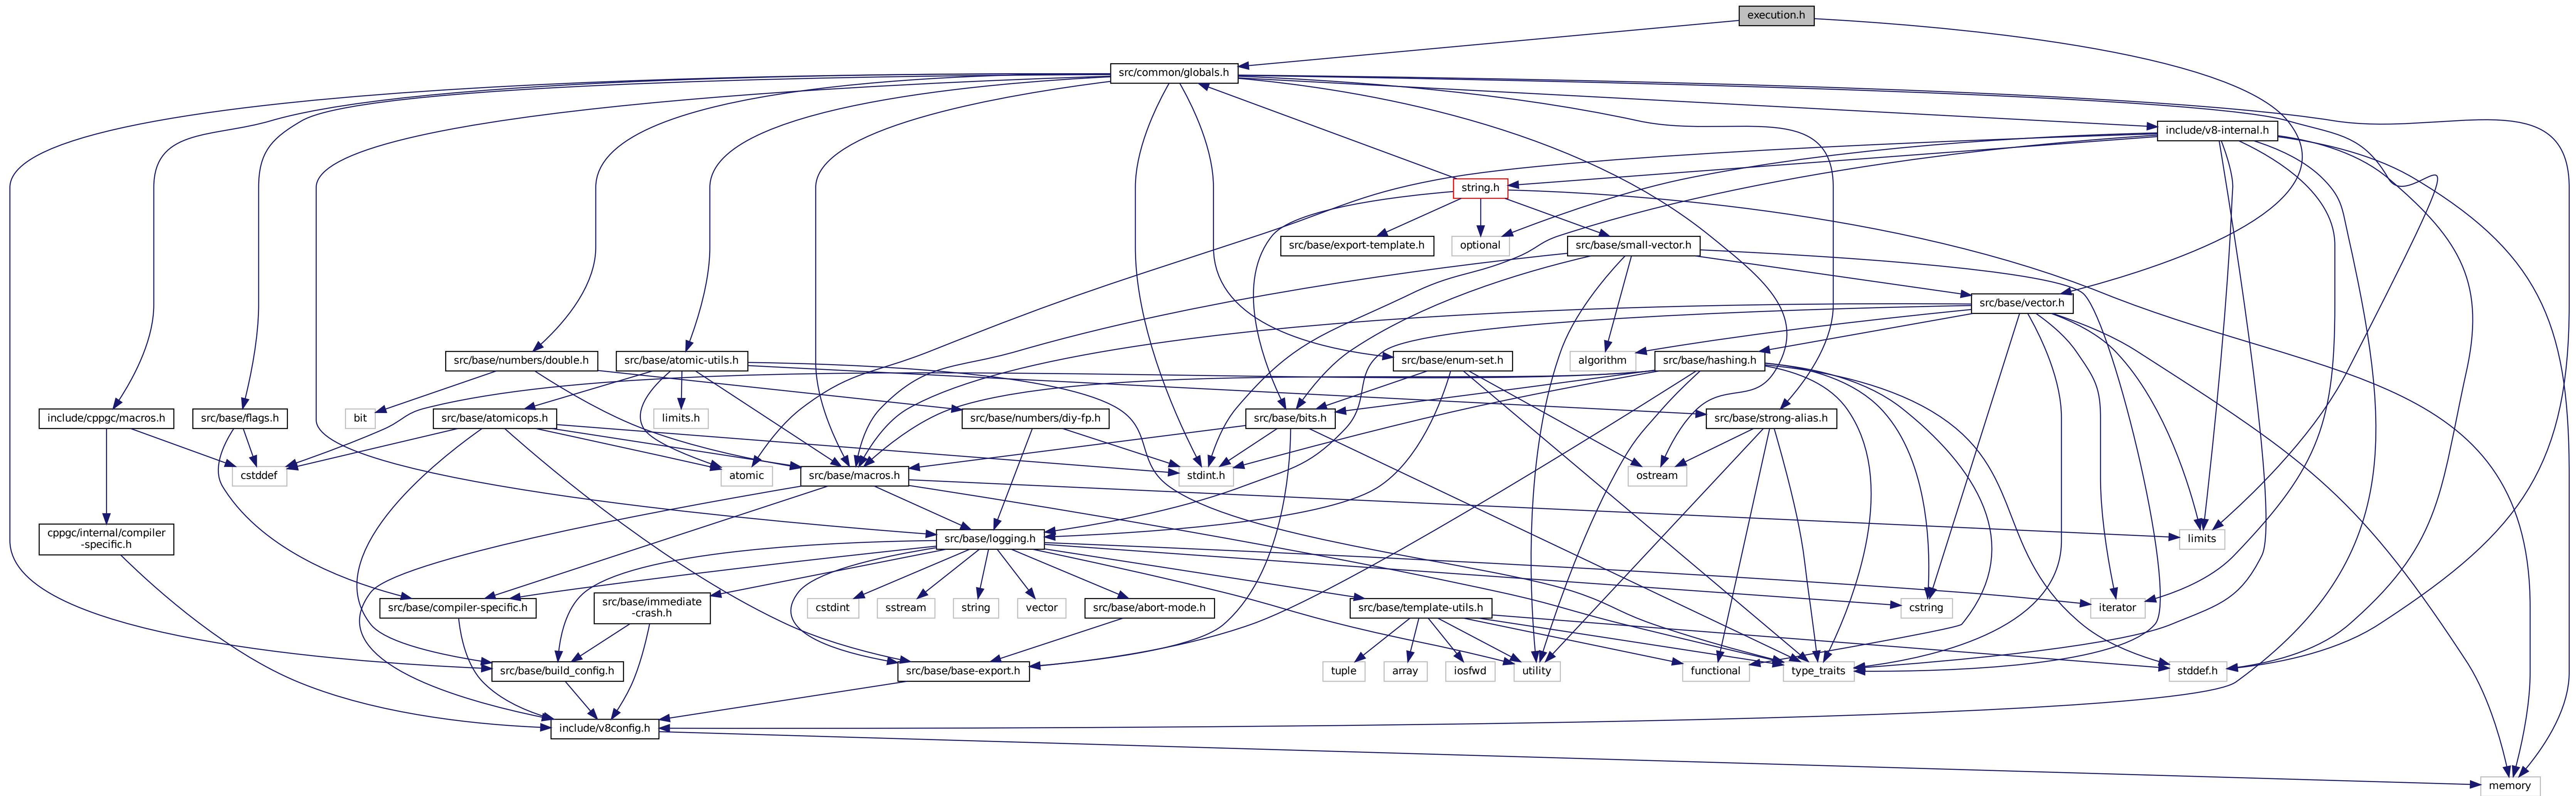 execution.h
src/common/globals.h
include/v8-internal.h
string.h
src/base/export-template.h
optional
src/base/small-vector.h
src/base/vector.h
src/base/numbers/double.h
src/base/atomic-utils.h
src/base/enum-set.h
algorithm
src/base/hashing.h
include/cppgc/macros.h
src/base/flags.h
bit
src/base/atomicops.h
limits.h
src/base/numbers/diy-fp.h
src/base/bits.h
src/base/strong-alias.h
cstddef
atomic
src/base/macros.h
stdint.h
ostream
cppgc/internal/compiler
-specific.h
src/base/logging.h
limits
src/base/compiler-specific.h
src/base/immediate
-crash.h
cstdint
sstream
string
vector
src/base/abort-mode.h
src/base/template-utils.h
cstring
iterator
src/base/build_config.h
src/base/base-export.h
tuple
array
iosfwd
utility
functional
type_traits
stddef.h
include/v8config.h
memory